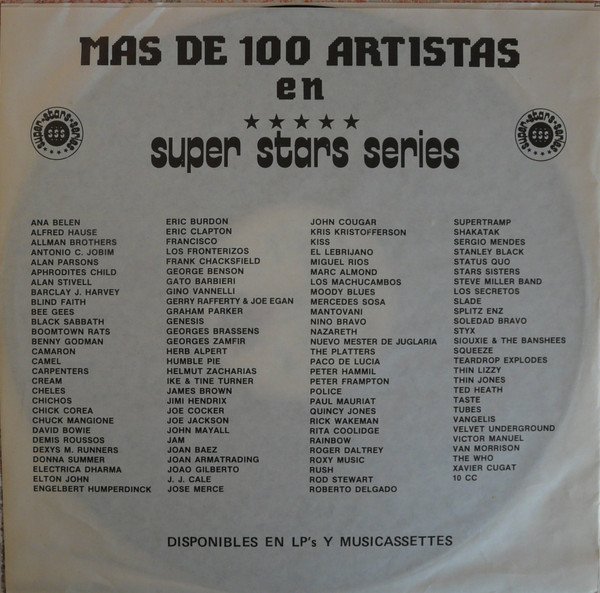 MAS DE 100 ARTISTAS
en
super stars series
super·stars·series
SSS
super·stars·series
SSS
ANA BELEN
ALFRED HAUSE
ALLMAN BROTHERS
ANTONIO C. JOBIM
ALAN PARSONS
APHRODITES CHILD
ALAN STIVELL
BARCLAY J. HARVEY
BLIND FAITH
BEE GEES
BLACK SABBATH
BOOMTOWN RATS
BENNY GODMAN
CAMARON
CAMEL
CARPENTERS
CREAM
CHELES
CHICHOS
CHICK COREA
CHUCK MANGIONE
DAVID BOWIE
DEMIS ROUSSOS
DEXYS M. RUNNERS
DONNA SUMMER
ELECTRICA DHARMA
ELTON JOHN
ENGELBERT HUMPERDINCK
ERIC BURDON
ERIC CLAPTON
FRANCISCO
LOS FRONTERIZOS
FRANK CHACKSFIELD
GEORGE BENSON
GATO BARBIERI
GINO VANNELLI
GERRY RAFFERTY & JOE EGAN
GRAHAM PARKER
GENESIS
GEORGES BRASSENS
GEORGES ZAMFIR
HERB ALPERT
HUMBLE PIE
HELMUT ZACHARIAS
IKE & TINE TURNER
JAMES BROWN
JIMI HENDRIX
JOE COCKER
JOE JACKSON
JOHN MAYALL
JAM
JOAN BAEZ
JOAN ARMATRADING
JOAO GILBERTO
J. J. CALE
JOSE MERCE
JOHN COUGAR
KRIS KRISTOFFERSON
KISS
EL LEBRIJANO
MIGUEL RIOS
MARC ALMOND
LOS MACHUCAMBOS
MOODY BLUES
MERCEDES SOSA
MANTOVANI
NINO BRAVO
NAZARETH
NUEVO MESTER DE JUGLARIA
THE PLATTERS
PACO DE LUCIA
PETER HAMMIL
PETER FRAMPTON
POLICE
PAUL MAURIAT
QUINCY JONES
RICK WAKEMAN
RITA COOLIDGE
RAINBOW
ROGER DALTREY
ROXY MUSIC
RUSH
ROD STEWART
ROBERTO DELGADO
SUPERTRAMP
SHAKATAK
SERGIO MENDES
STANLEY BLACK
STATUS QUO
STARS SISTERS
STEVE MILLER BAND
LOS SECRETOS
SLADE
SPLITZ ENZ
SOLEDAD BRAVO
STYX
SIOUXIE & THE BANSHEES
SQUEEZE
TEARDROP EXPLODES
THIN LIZZY
THIN JONES
TED HEATH
TASTE
TUBES
VANGELIS
VELVET UNDERGROUND
VICTOR MANUEL
VAN MORRISON
THE WHO
XAVIER CUGAT
10 CC
DISPONIBLES EN LP's Y MUSICASSETTES